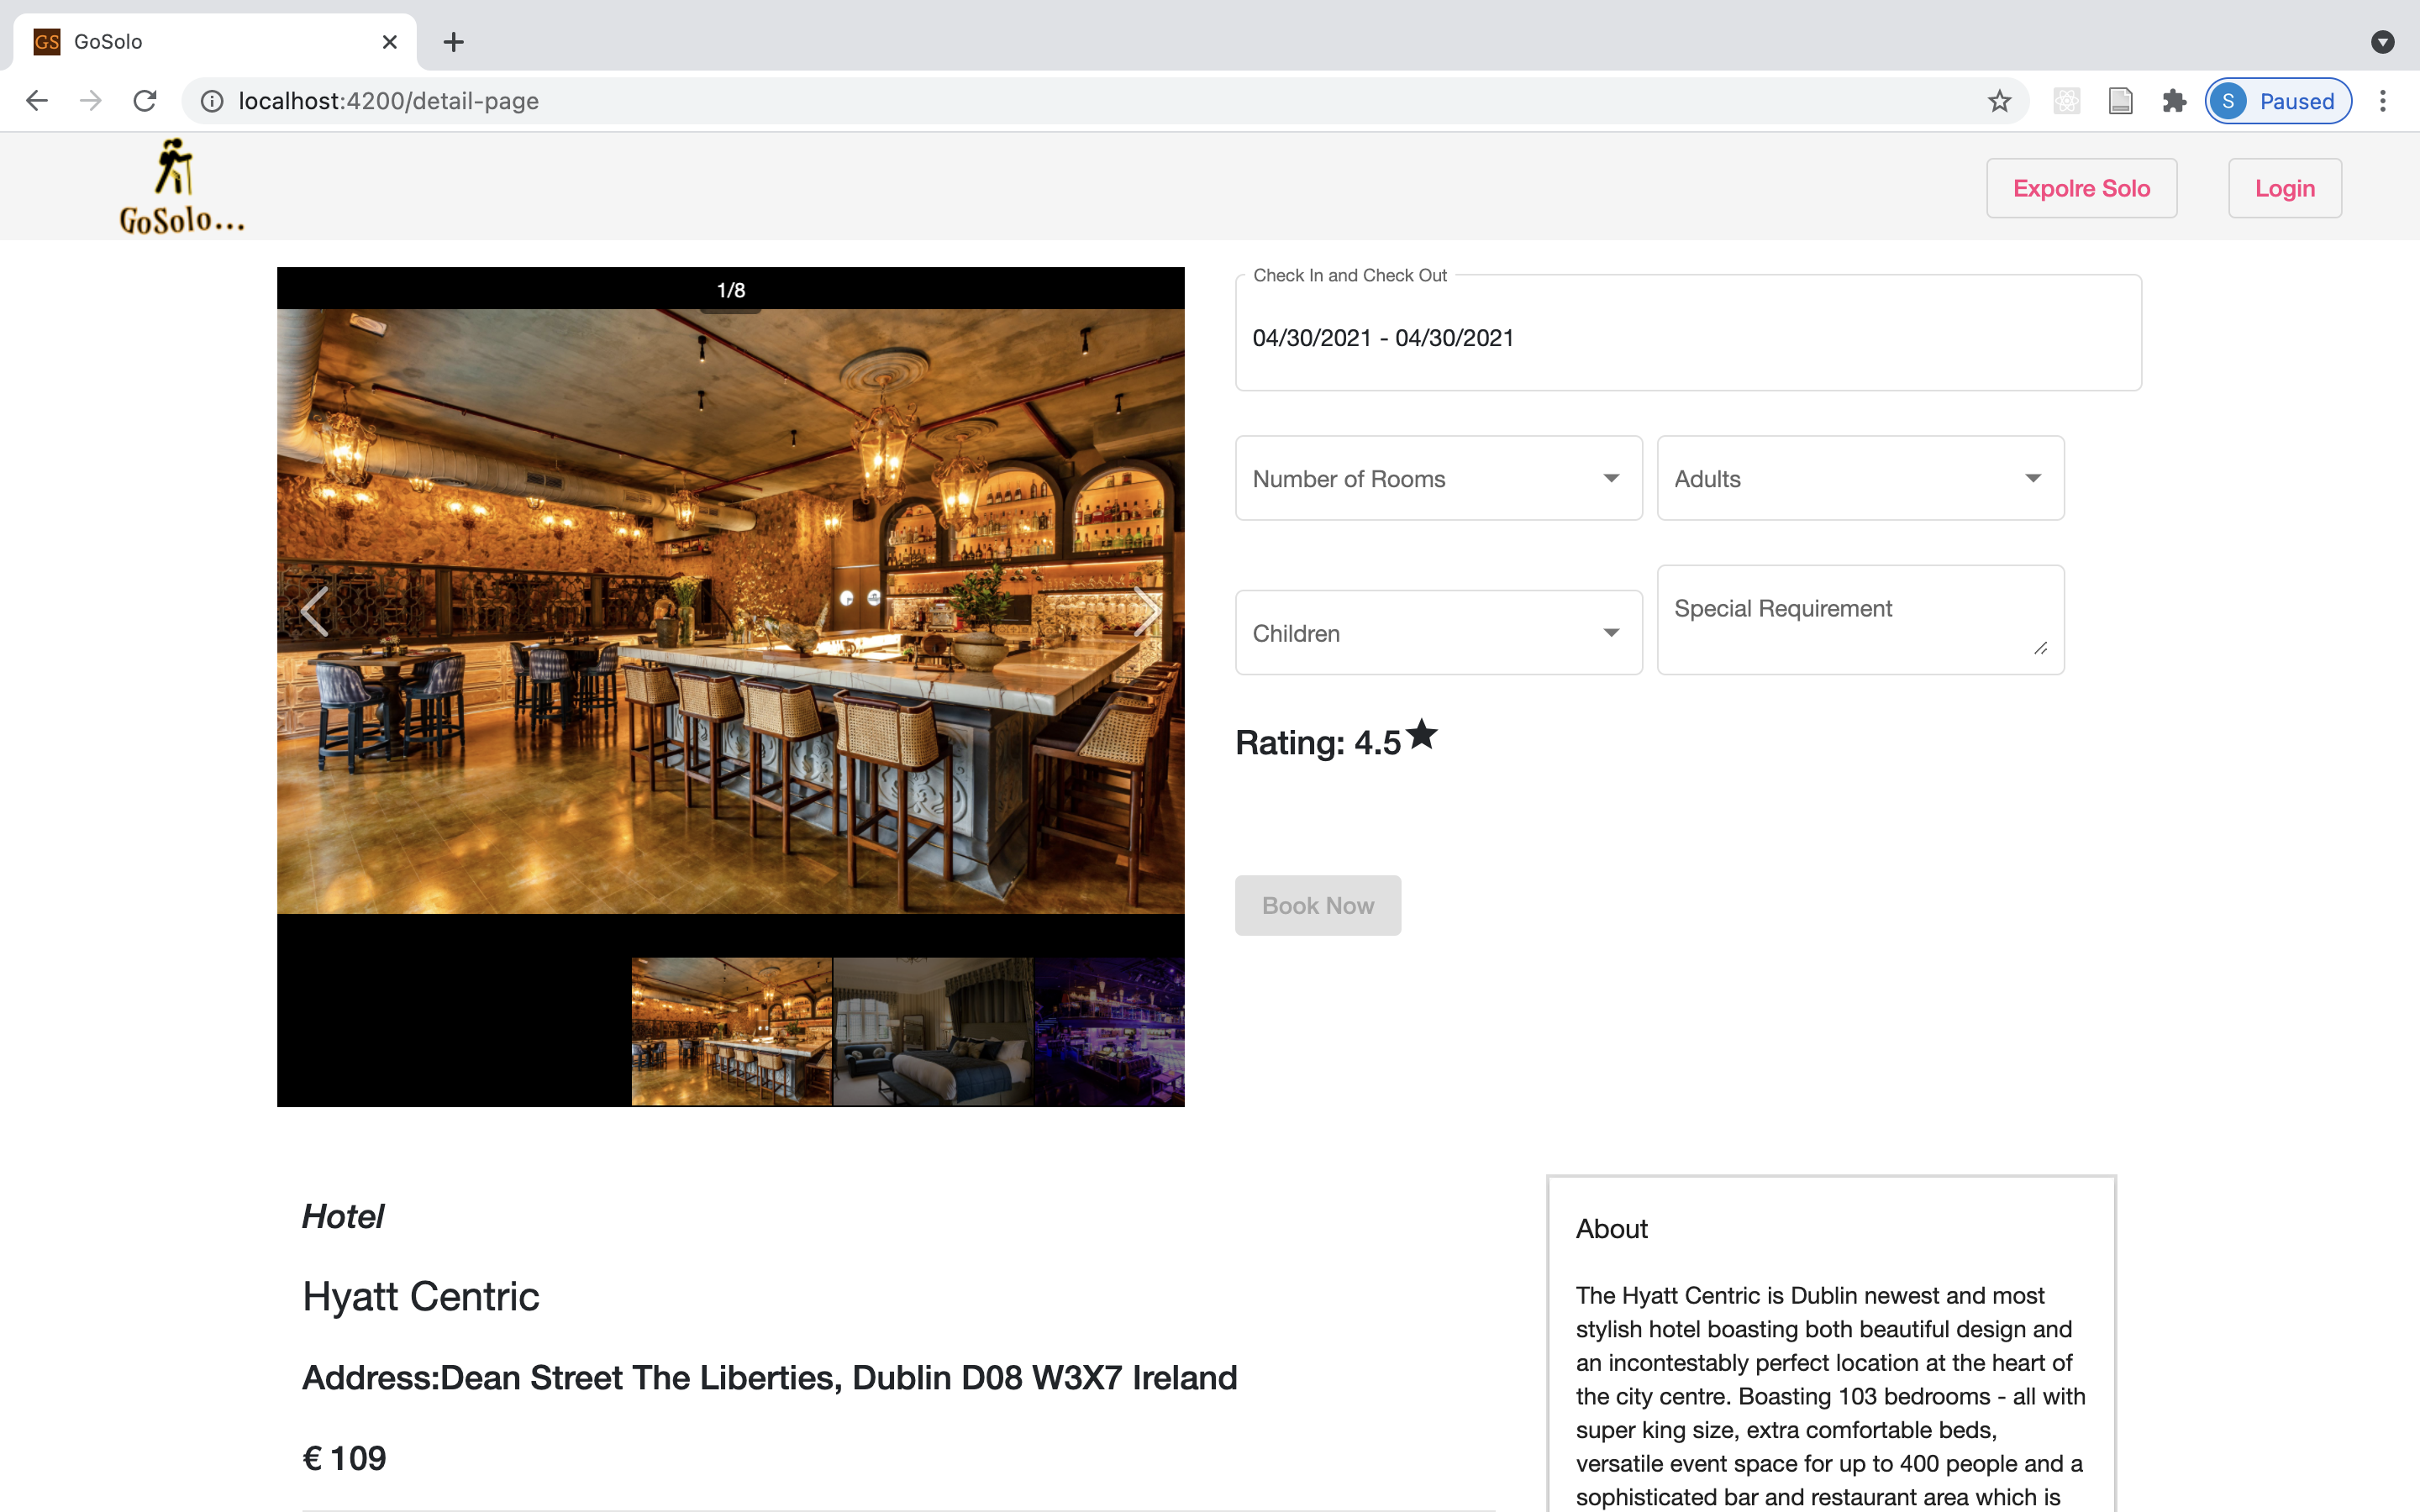 GS GoSolo
localhost:4200/detail-page
S Paused
GoSolo...
Expolre Solo
Login
1/8
Check In and Check Out
04/30/2021 - 04/30/2021
Number of Rooms
Adults
Children
Special Requirement
Rating: 4.5
Book Now
Hotel
Hyatt Centric
Address:Dean Street The Liberties, Dublin D08 W3X7 Ireland
€ 109
About
The Hyatt Centric is Dublin newest and most
stylish hotel boasting both beautiful design and
an incontestably perfect location at the heart of
the city centre. Boasting 103 bedrooms - all with
super king size, extra comfortable beds,
versatile event space for up to 400 people and a
sophisticated bar and restaurant area which is